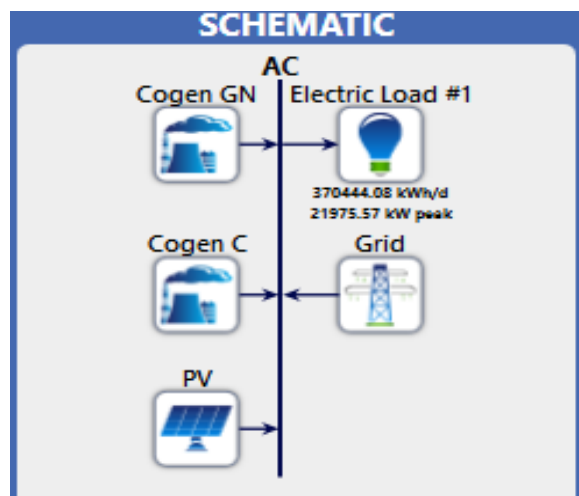 SCHEMATIC
AC
Cogen GN
Electric Load #1
370444.08 kWh/d
21975.57 kW peak
Cogen C
Grid
PV